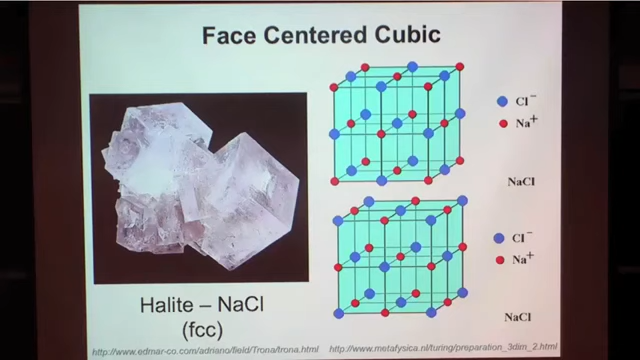 Face Centered Cubic
Cl⁻
Na⁺
NaCl
Cl⁻
Na⁺
NaCl
Halite – NaCl
(fcc)
http://www.edmar-co.com/adriano/field/Trona/trona.html
http://www.metafysica.nl/turing/preparation_3dim_2.html